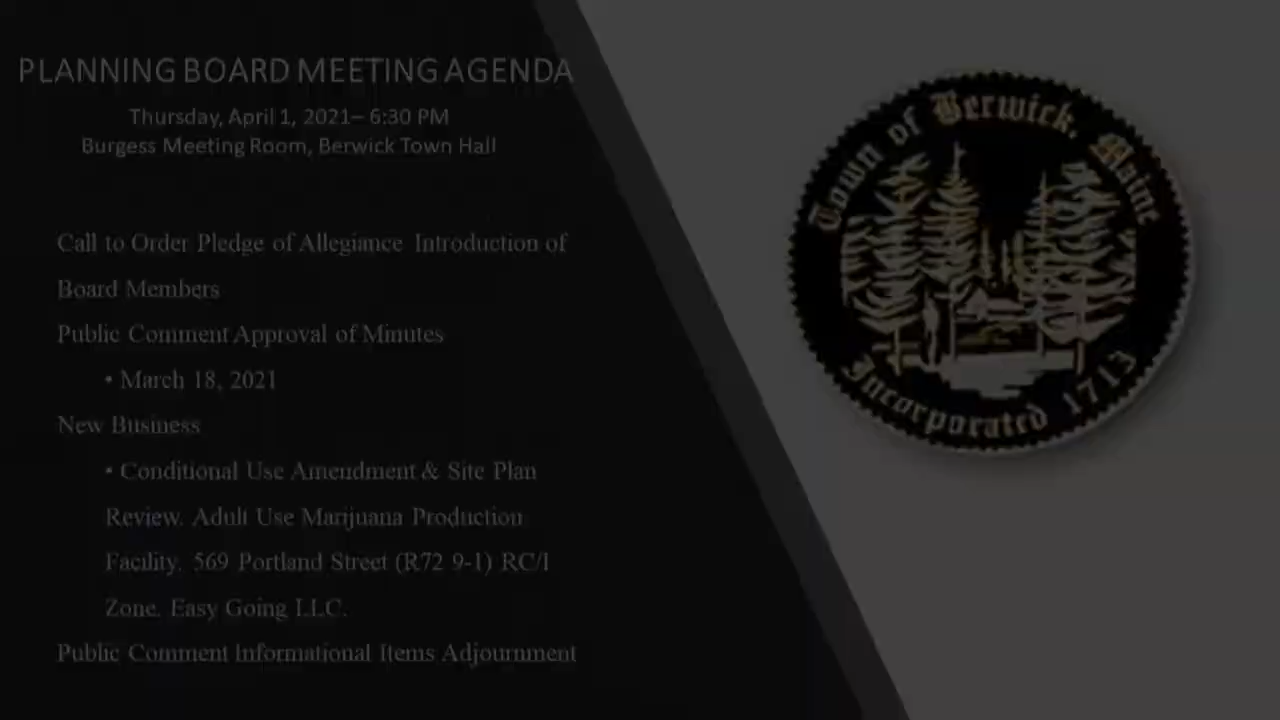 PLANNING BOARD MEETING AGENDA
Thursday, April 1, 2021– 6:30 PM
Burgess Meeting Room, Berwick Town Hall
Call to Order Pledge of Allegiance Introduction of
Board Members
Public Comment Approval of Minutes
• March 18, 2021
New Business
• Conditional Use Amendment & Site Plan
Review. Adult Use Marijuana Production
Facility. 569 Portland Street (R72 9-1) RC/I
Zone. Easy Going LLC.
Public Comment Informational Items Adjournment
Town of Berwick, Maine
Incorporated 1713